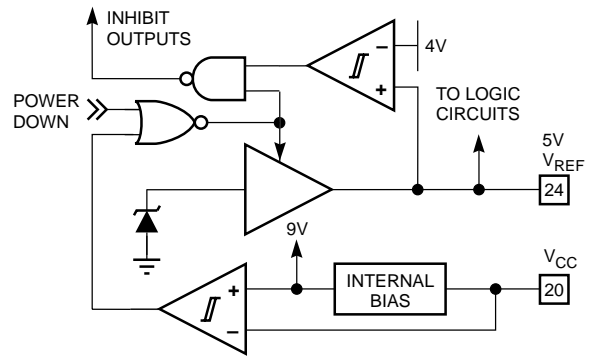 INHIBIT
OUTPUTS
4V
POWER
DOWN
TO LOGIC
CIRCUITS
5V
VREF
24
9V
VCC
INTERNAL
BIAS
20